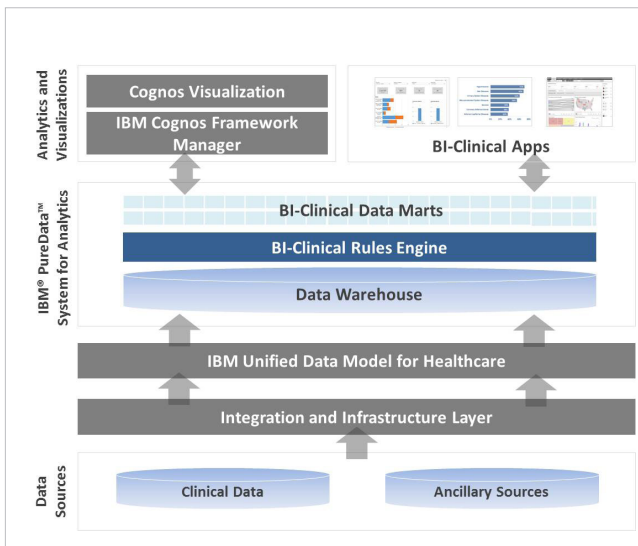 Analytics and
Visualizations
Cognos Visualization
IBM Cognos Framework
Manager
BI-Clinical Apps
IBM® PureData™
System for Analytics
BI-Clinical Data Marts
BI-Clinical Rules Engine
Data Warehouse
IBM Unified Data Model for Healthcare
Integration and Infrastructure Layer
Data
Sources
Clinical Data
Ancillary Sources